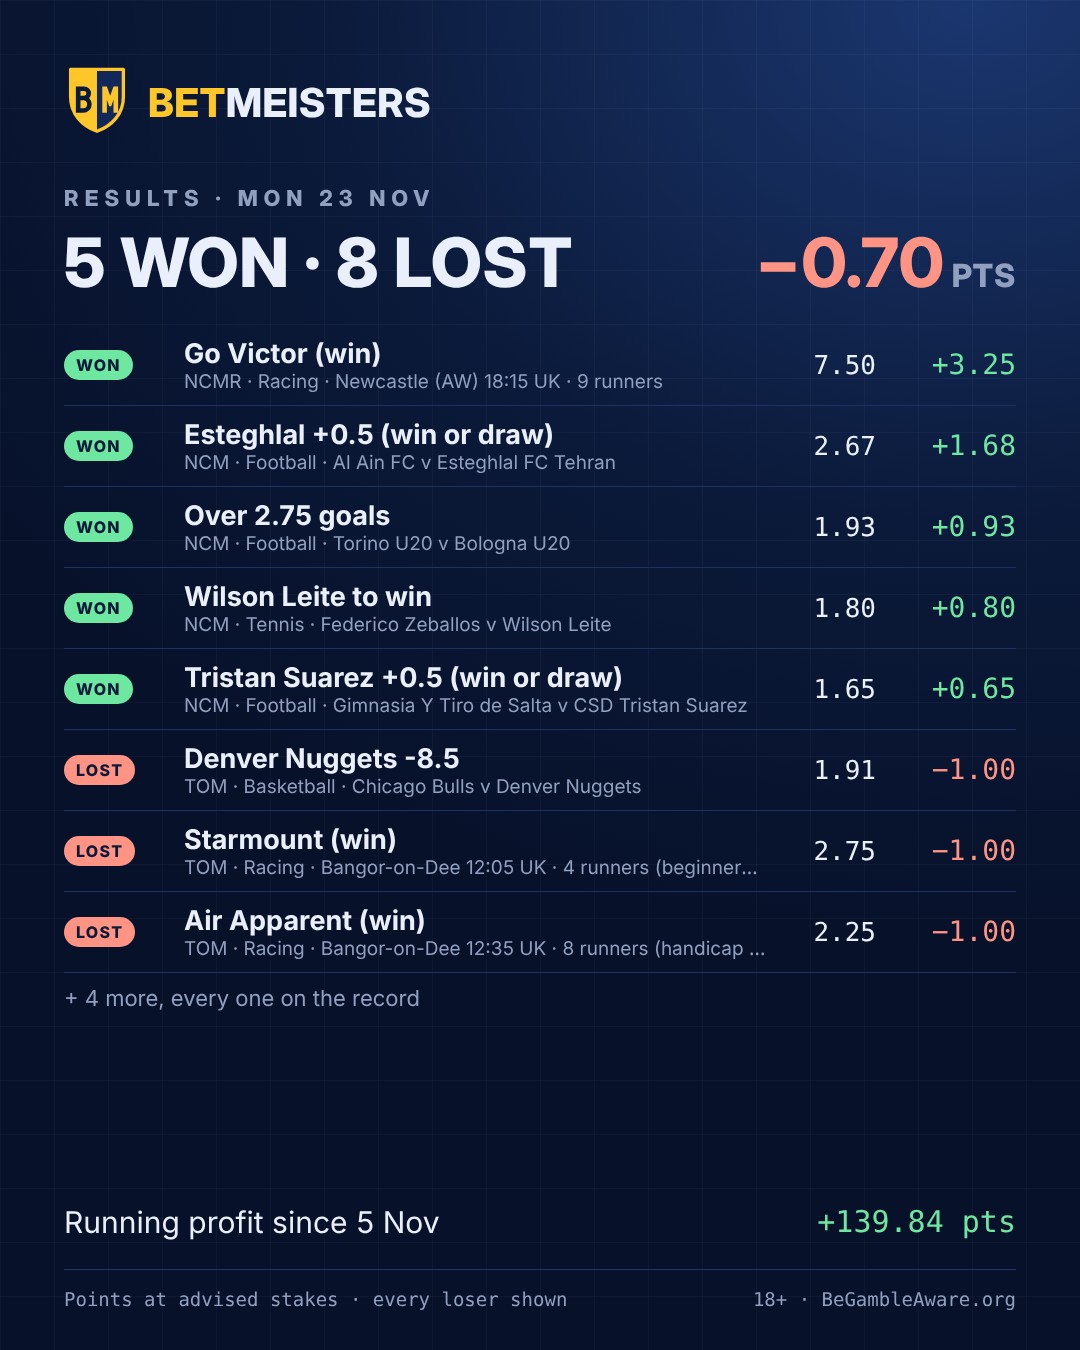 BM BETMEISTERS
RESULTS · MON 23 NOV
5 WON · 8 LOST −0.70 PTS
WON Go Victor (win) 7.50 +3.25
NCMR · Racing · Newcastle (AW) 18:15 UK · 9 runners
WON Esteghlal +0.5 (win or draw) 2.67 +1.68
NCM · Football · Al Ain FC v Esteghlal FC Tehran
WON Over 2.75 goals 1.93 +0.93
NCM · Football · Torino U20 v Bologna U20
WON Wilson Leite to win 1.80 +0.80
NCM · Tennis · Federico Zeballos v Wilson Leite
WON Tristan Suarez +0.5 (win or draw) 1.65 +0.65
NCM · Football · Gimnasia Y Tiro de Salta v CSD Tristan Suarez
LOST Denver Nuggets -8.5 1.91 −1.00
TOM · Basketball · Chicago Bulls v Denver Nuggets
LOST Starmount (win) 2.75 −1.00
TOM · Racing · Bangor-on-Dee 12:05 UK · 4 runners (beginner...
LOST Air Apparent (win) 2.25 −1.00
TOM · Racing · Bangor-on-Dee 12:35 UK · 8 runners (handicap ...
+ 4 more, every one on the record
Running profit since 5 Nov +139.84 pts
Points at advised stakes · every loser shown 18+ · BeGambleAware.org